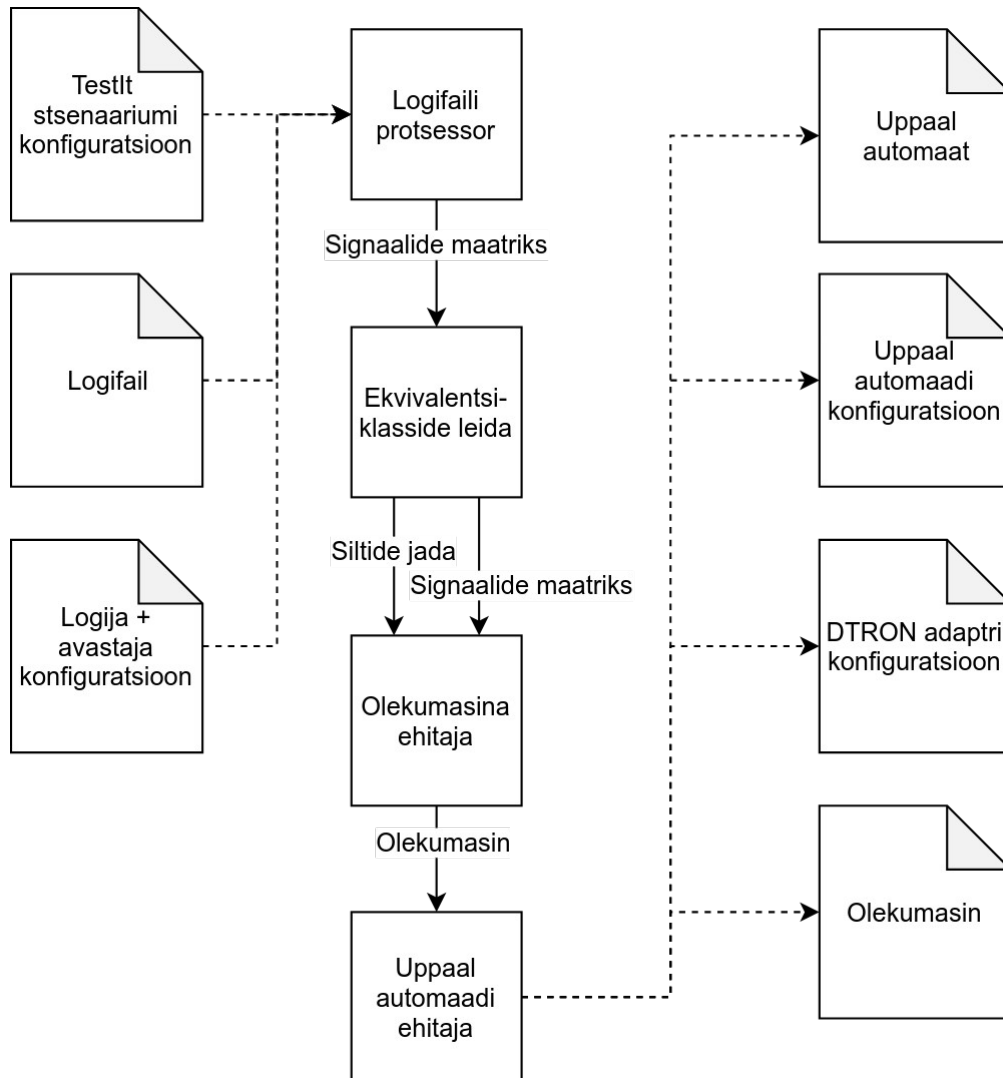 TestIt
stsenaariumi
konfiguratsioon
Logifaili
protsessor
Uppaal
automaat
Signaalide maatriks
Logifail
Ekvivalentsi-
klasside leida
Uppaal
automaadi
konfiguratsioon
Siltide jada
Signaalide maatriks
Logija +
avastaja
konfiguratsioon
Olekumasina
ehitaja
DTRON adaptri
konfiguratsioon
Olekumasin
Uppaal
automaadi
ehitaja
Olekumasin